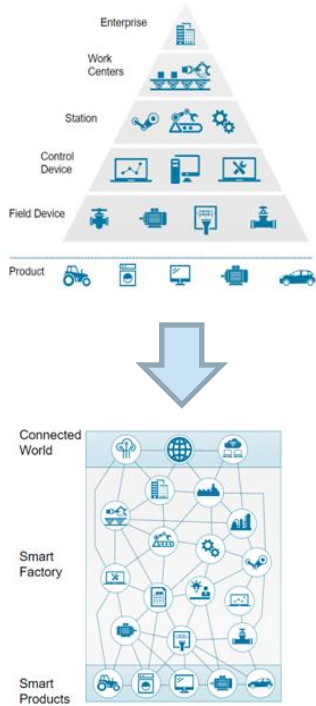 Enterprise
Work
Centers
Station
Control
Device
Field Device
Product
Connected
World
Smart
Factory
Smart
Products